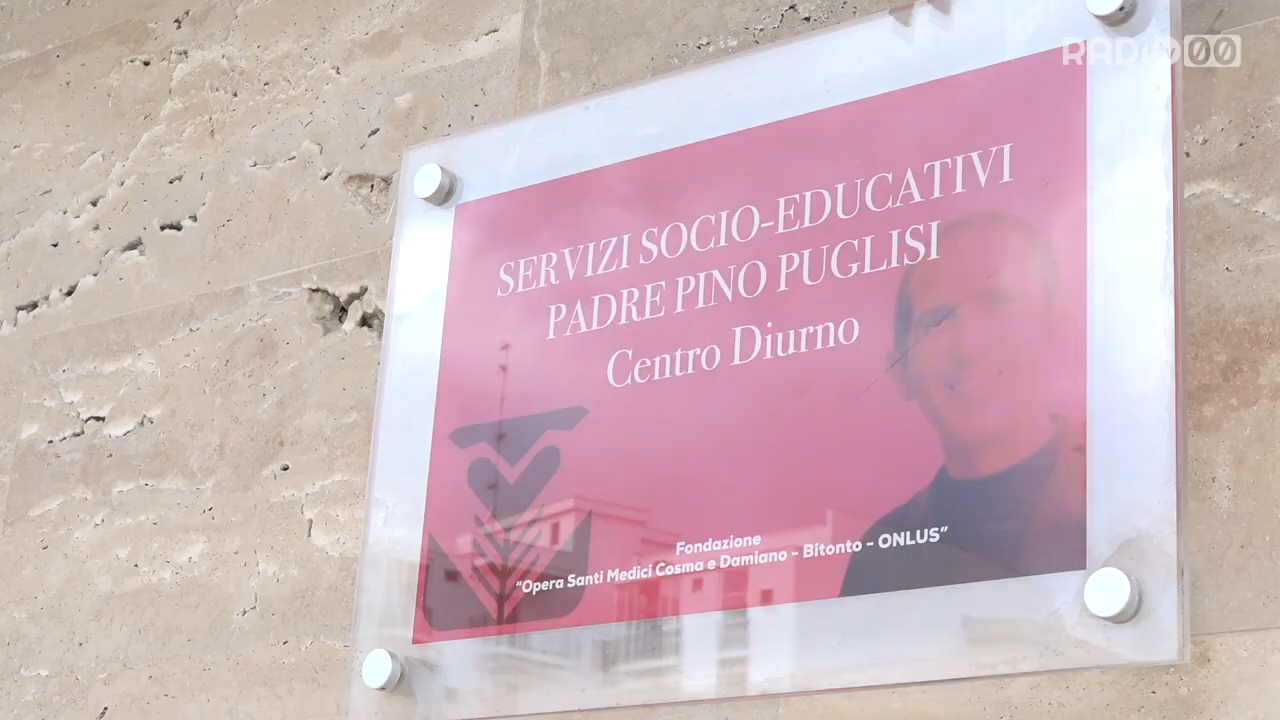 RADIO00
SERVIZI SOCIO-EDUCATIVI
PADRE PINO PUGLISI
Centro Diurno
Fondazione
“Opera Santi Medici Cosma e Damiano - Bitonto - ONLUS”